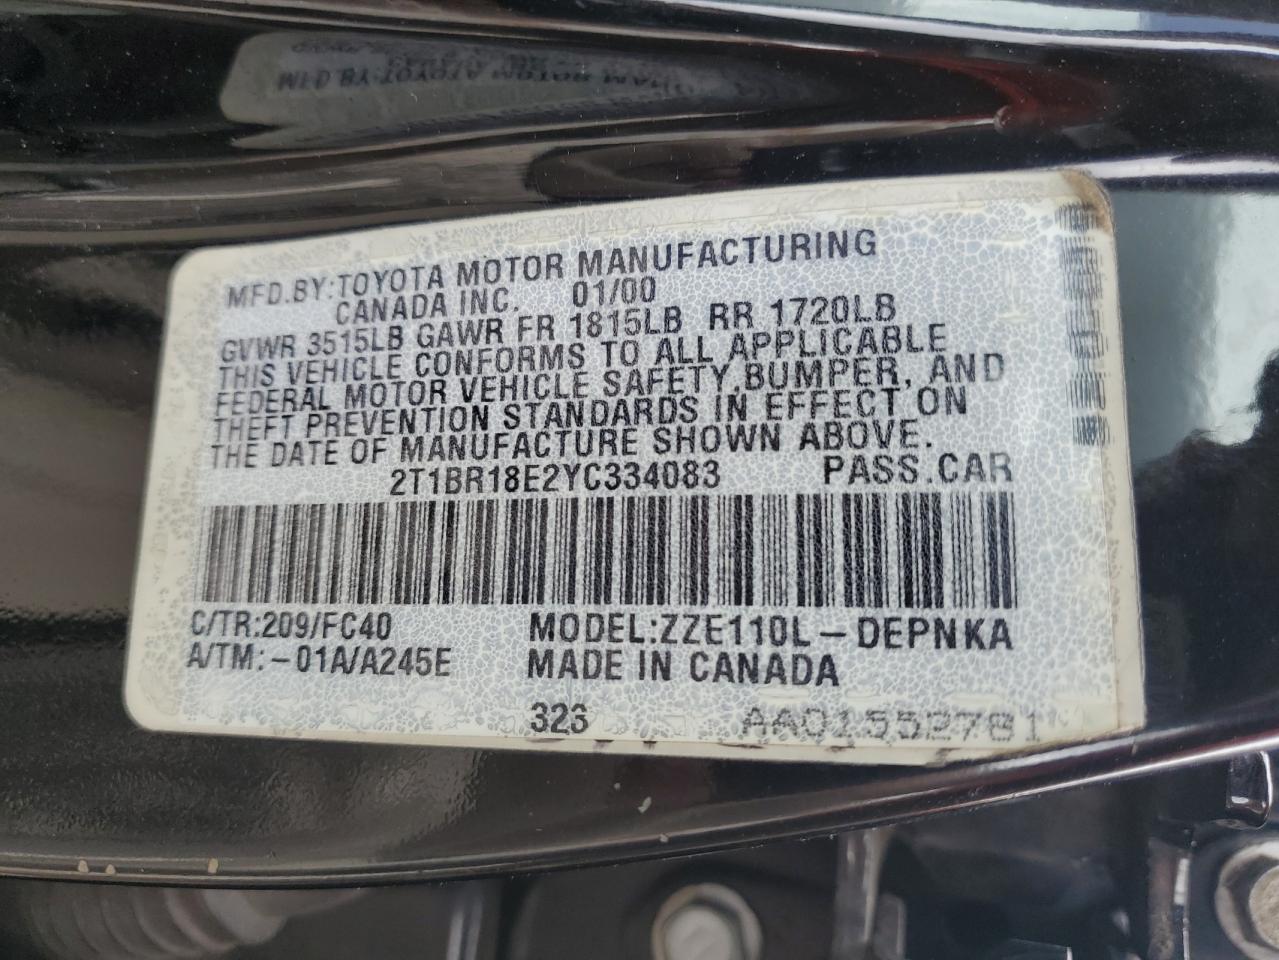 MFD.BY:TOYOTA MOTOR MANUFACTURING
CANADA INC. 01/00
GVWR 3515LB GAWR FR 1815LB RR 1720LB
THIS VEHICLE CONFORMS TO ALL APPLICABLE
FEDERAL MOTOR VEHICLE SAFETY,BUMPER, AND
THEFT PREVENTION STANDARDS IN EFFECT ON
THE DATE OF MANUFACTURE SHOWN ABOVE.
2T1BR18E2YC334083 PASS.CAR
C/TR:209/FC40 MODEL:ZZE110L-DEPNKA
A/TM:-01A/A245E MADE IN CANADA
323 AA01552781